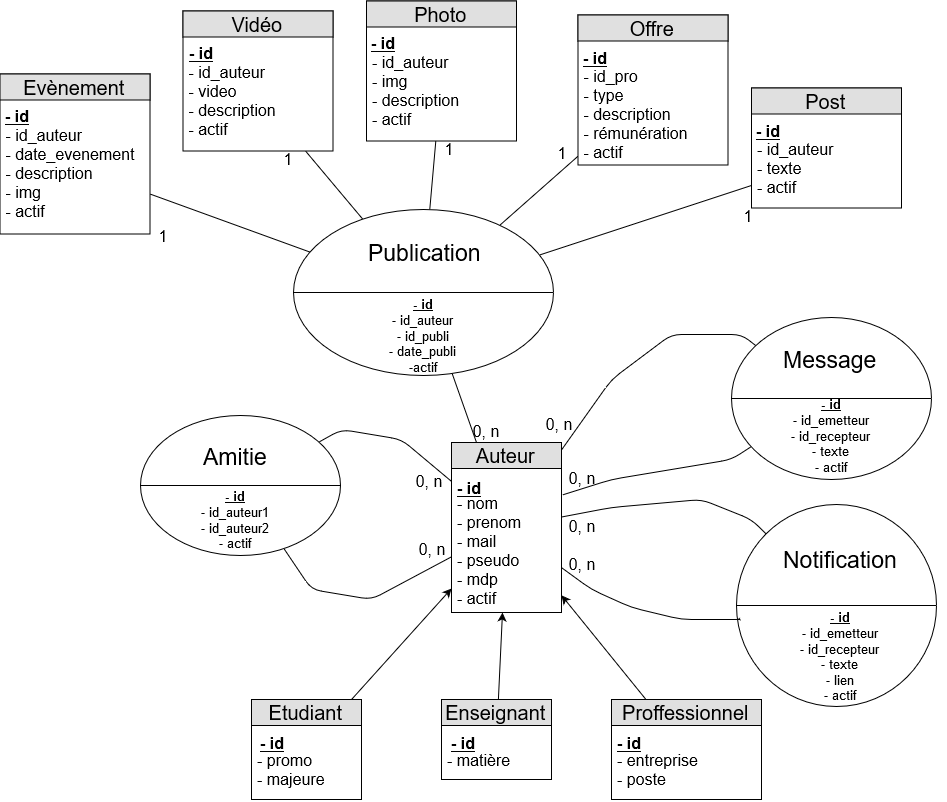 Evènement
- id
- id_auteur
- date_evenement
- description
- img
- actif
1
Vidéo
- id
- id_auteur
- video
- description
- actif
1
Photo
- id
- id_auteur
- img
- description
- actif
1
Offre
- id
- id_pro
- type
- description
- rémunération
- actif
1
Post
- id
- id_auteur
- texte
- actif
1
Publication
- id
- id_auteur
- id_publi
- date_publi
-actif
0, n
Amitie
- id
- id_auteur1
- id_auteur2
- actif
0, n
0, n
Auteur
- id
- nom
- prenom
- mail
- pseudo
- mdp
- actif
0, n
0, n
0, n
0, n
Message
- id
- id_emetteur
- id_recepteur
- texte
- actif
Notification
- id
- id_emetteur
- id_recepteur
- texte
- lien
- actif
Etudiant
- id
- promo
- majeure
Enseignant
- id
- matière
Proffessionnel
- id
- entreprise
- poste